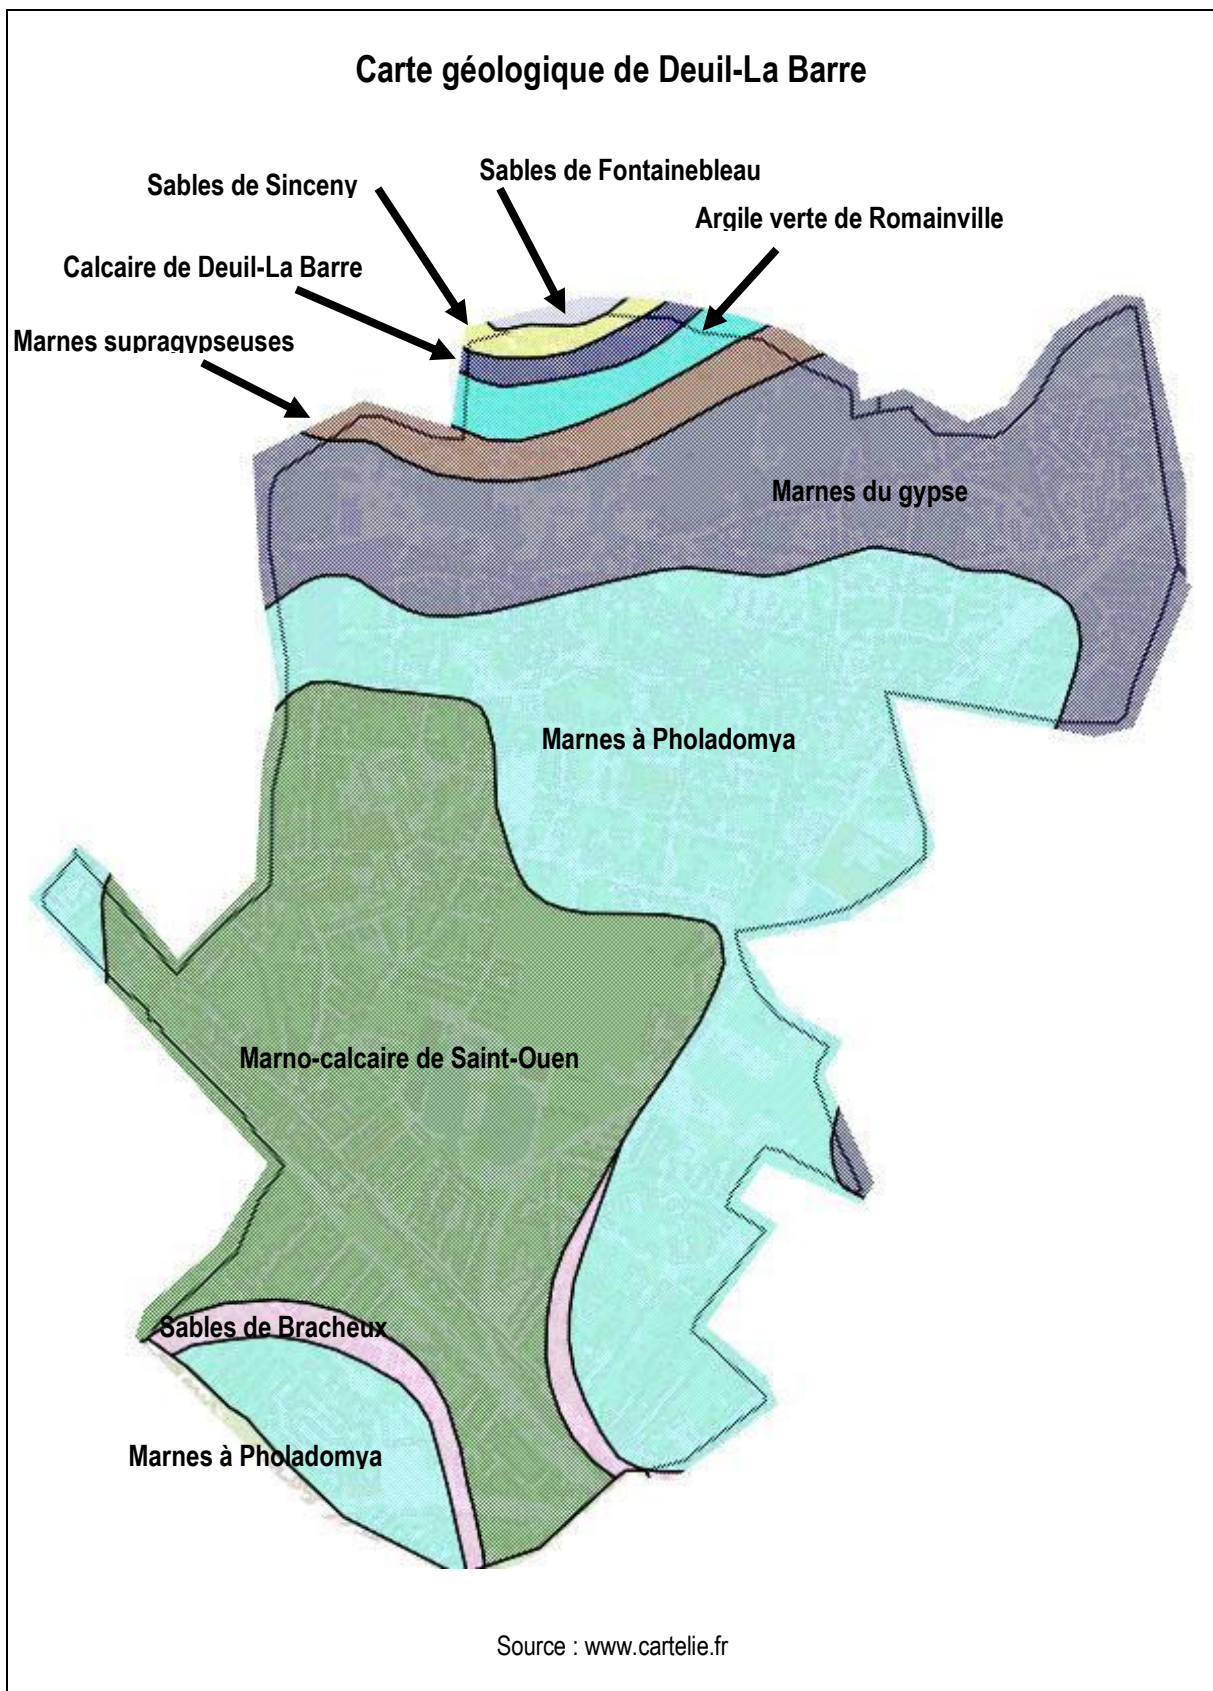 Carte géologique de Deuil-La Barre
Sables de Fontainebleau
Sables de Sinceny
Argile verte de Romainville
Calcaire de Deuil-La Barre
Marnes supragypseuses
Marnes du gypse
Marnes à Pholadomya
Marno-calcaire de Saint-Ouen
Sables de Bracheux
Marnes à Pholadomya
Source : www.cartelie.fr